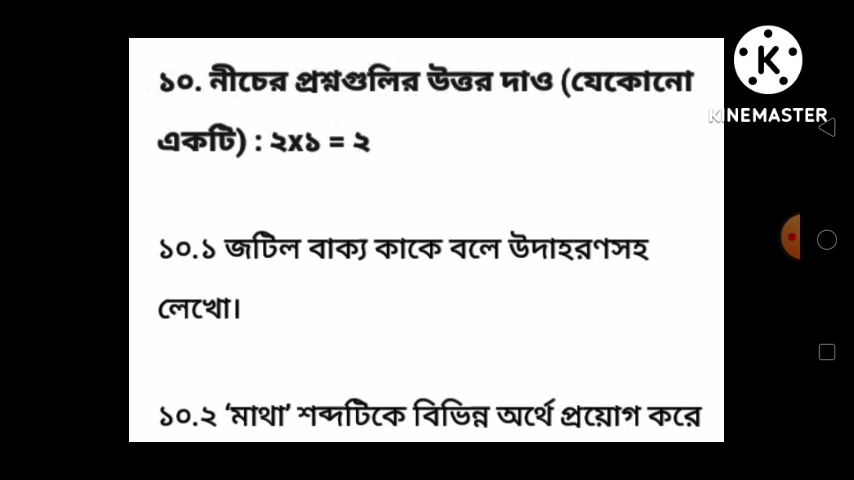 ১০. নীচের প্রশ্নগুলির উত্তর দাও (যেকোনো
একটি) : ২x১ = ২
১০.১ জটিল বাক্য কাকে বলে উদাহরণসহ
লেখো।
১০.২ ‘মাথা’ শব্দটিকে বিভিন্ন অর্থে প্রয়োগ করে
K
KINEMASTER